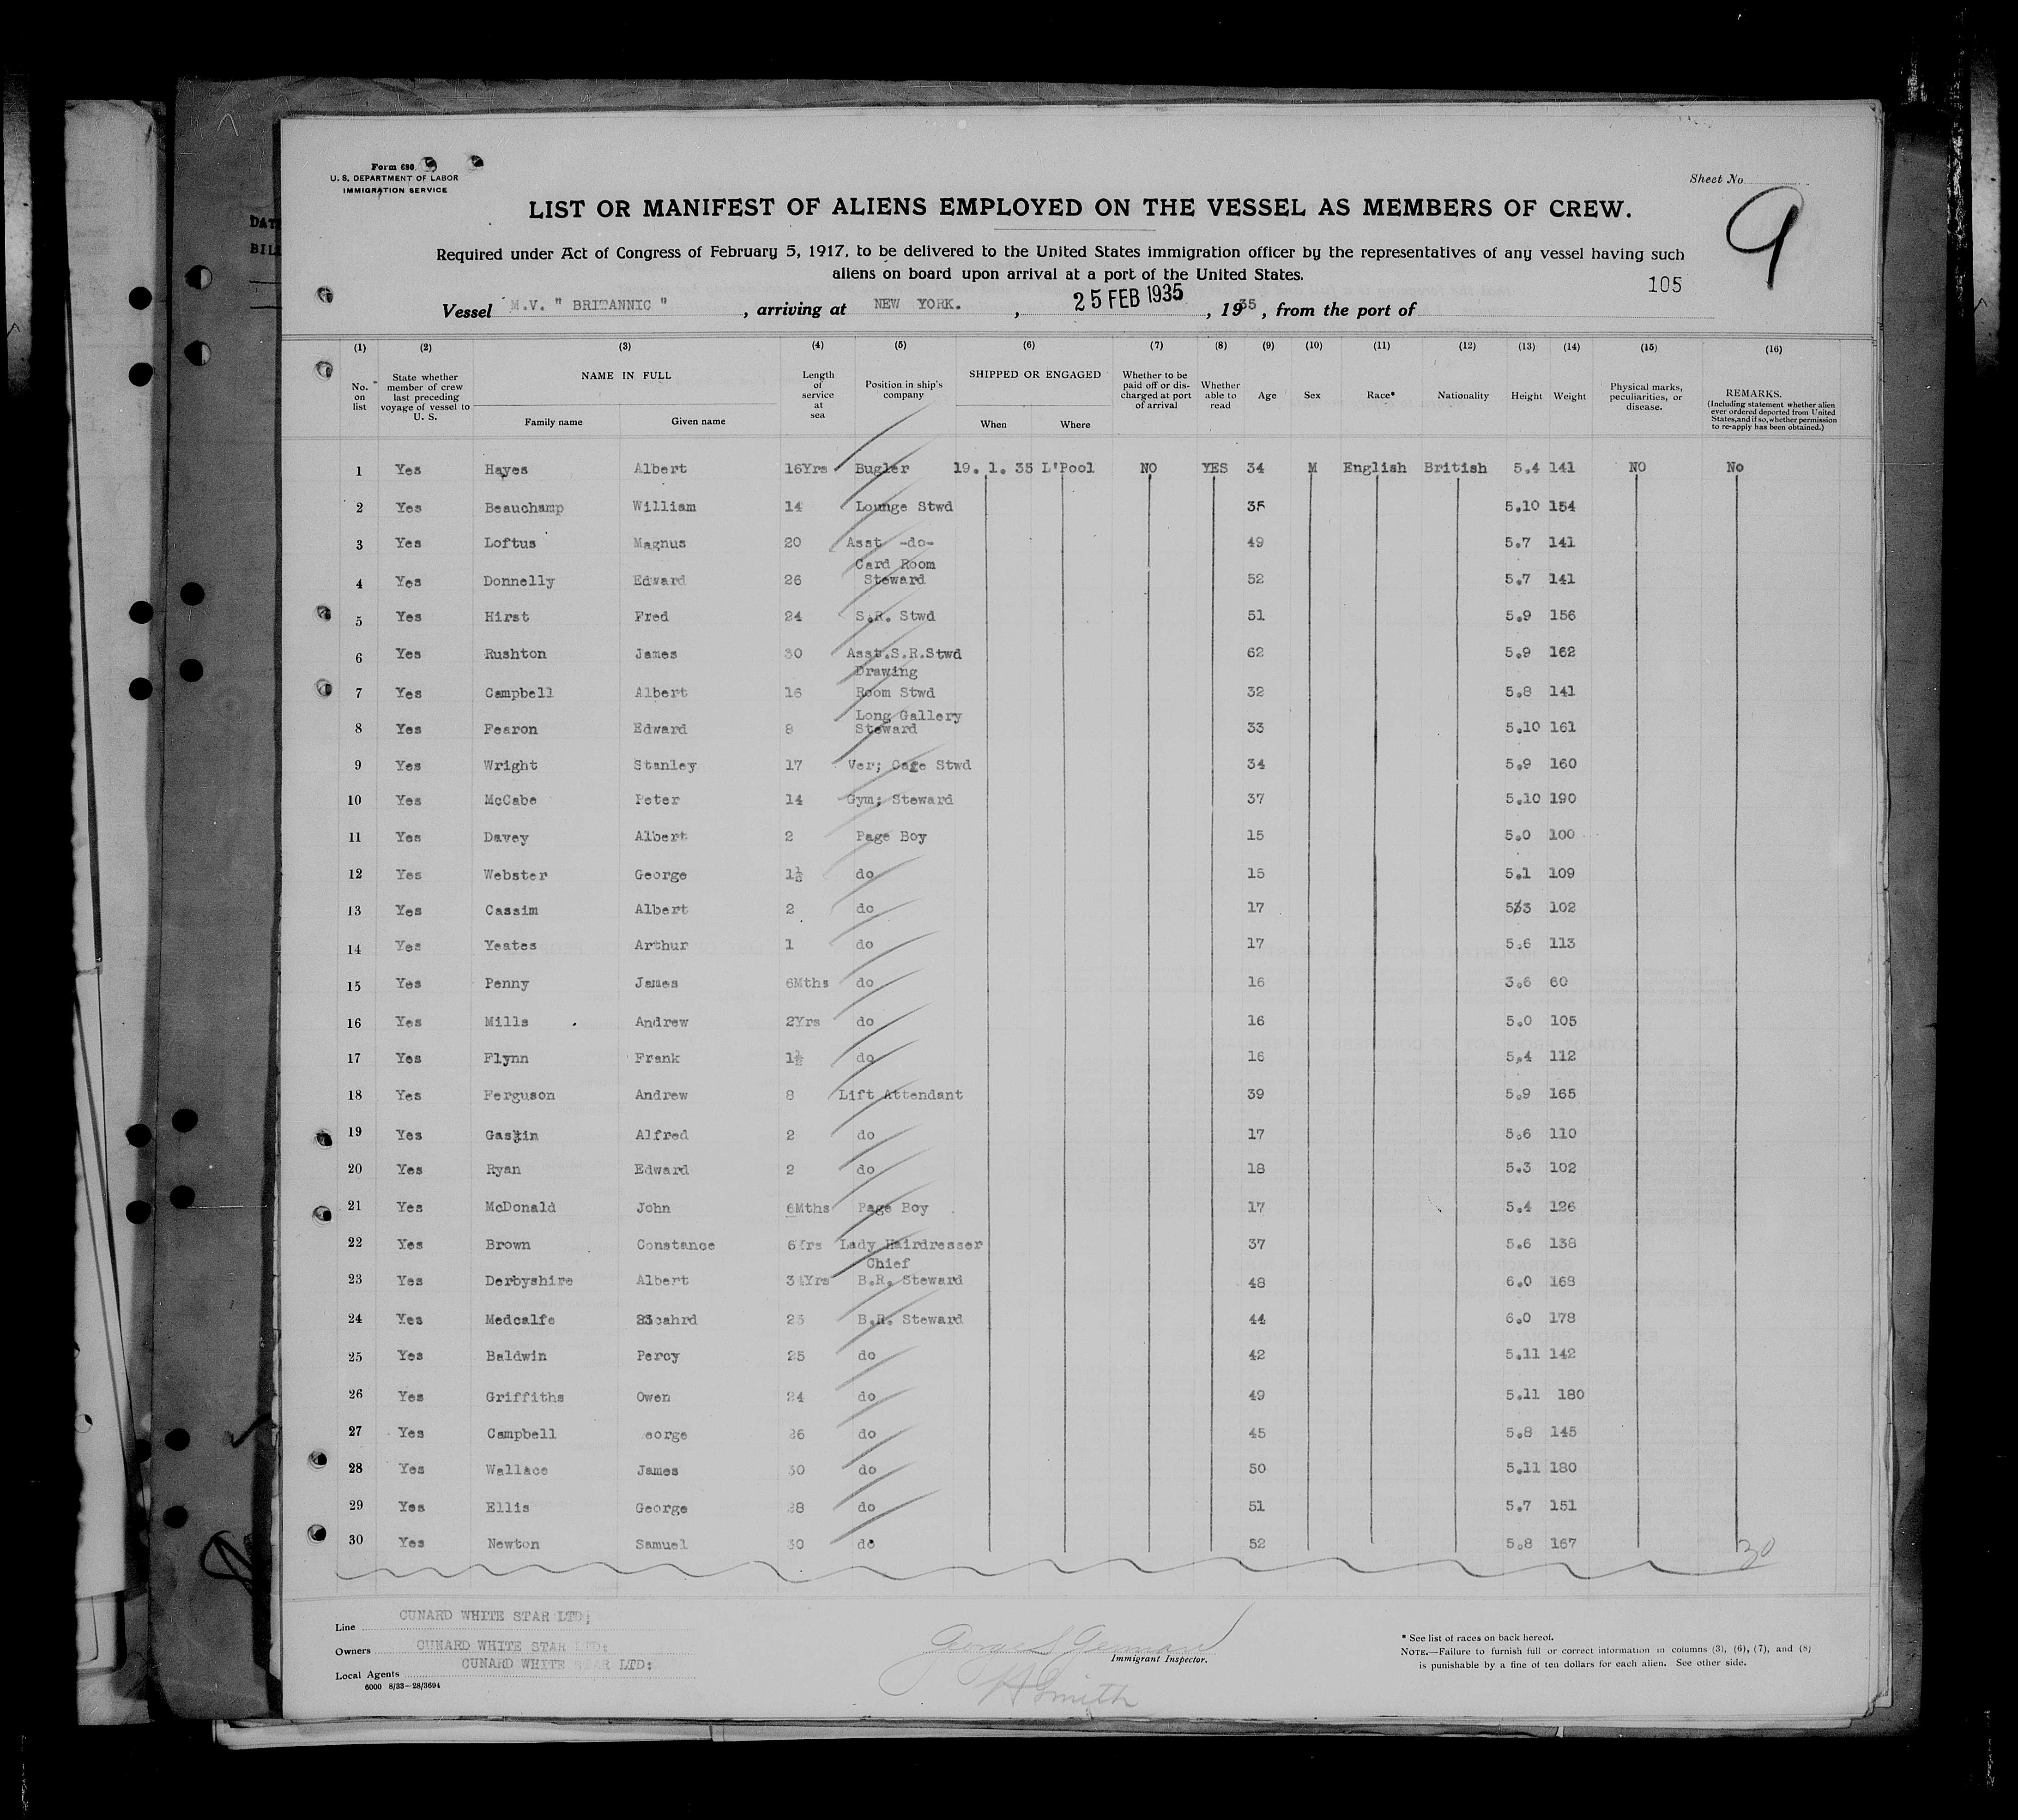 Form 680
U. S. DEPARTMENT OF LABOR
IMMIGRATION SERVICE
Sheet No.
9
LIST OR MANIFEST OF ALIENS EMPLOYED ON THE VESSEL AS MEMBERS OF CREW.
Required under Act of Congress of February 5, 1917, to be delivered to the United States immigration officer by the representatives of any vessel having such
aliens on board upon arrival at a port of the United States.
105
Vessel M.V. " BRITANNIC " , arriving at NEW YORK. , 25 FEB 1935 , 1935 , from the port of
(1) (2) (3) (4) (5) (6) (7) (8) (9) (10) (11) (12) (13) (14) (15) (16)
No. on list State whether member of crew last preceding voyage of vessel to U. S. NAME IN FULL Family name Given name Length of service at sea Position in ship's company SHIPPED OR ENGAGED When Where Whether to be paid off or discharged at port of arrival Whether able to read Age Sex Race* Nationality Height Weight Physical marks, peculiarities, or disease. REMARKS. (Including statement whether alien ever ordered deported from United States, and if so, whether permission to re-apply has been obtained.)
1 Yes Hayes Albert 16Yrs Bugler 19. 1. 35 L'Pool NO YES 34 M English British 5.4 141 NO No
2 Yes Beauchamp William 14 Lounge Stwd 35 5.10 154
3 Yes Loftus Magnus 20 Asst -do- 49 5.7 141
4 Yes Donnelly Edward 26 Card Room Steward 52 5.7 141
5 Yes Hirst Fred 24 S.R. Stwd 51 5.9 156
6 Yes Rushton James 30 Asst.S.R.Stwd 62 5.9 162
7 Yes Campbell Albert 16 Drawing Room Stwd 32 5.8 141
8 Yes Fearon Edward 8 Long Gallery Steward 33 5.10 161
9 Yes Wright Stanley 17 Ver; Cafe Stwd 34 5.9 160
10 Yes McCabe Peter 14 Gym; Steward 37 5.10 190
11 Yes Davey Albert 2 Page Boy 15 5.0 100
12 Yes Webster George 1½ do 15 5.1 109
13 Yes Cassim Albert 2 do 17 5.3 102
14 Yes Yeates Arthur 1 do 17 5.6 113
15 Yes Penny James 6Mths do 16 3.6 60
16 Yes Mills Andrew 2Yrs do 16 5.0 105
17 Yes Flynn Frank 1½ do 16 5.4 112
18 Yes Ferguson Andrew 8 Lift Attendant 39 5.9 165
19 Yes Gaskin Alfred 2 do 17 5.6 110
20 Yes Ryan Edward 2 do 18 5.3 102
21 Yes McDonald John 6Mths Page Boy 17 5.4 126
22 Yes Brown Constance 6Yrs Lady Hairdresser 37 5.6 138
23 Yes Derbyshire Albert 34Yrs Chief B.R. Steward 48 6.0 168
24 Yes Medcalfe 23 B.R. Steward 44 6.0 178
25 Yes Baldwin Percy 25 do 42 5.11 142
26 Yes Griffiths Owen 24 do 49 5.11 180
27 Yes Campbell eorge 26 do 45 5.8 145
28 Yes Wallace James 30 do 50 5.11 180
29 Yes Ellis George 28 do 51 5.7 151
30 Yes Newton Samuel 30 do 52 5.8 167
30
Line CUNARD WHITE STAR LTD;
Owners CUNARD WHITE STAR LTD;
Local Agents CUNARD WHITE STAR LTD;
6000 8/33—28/3694
Immigrant Inspector.
H Smith
* See list of races on back hereof.
NOTE.—Failure to furnish full or correct information in columns (3), (6), (7), and (8)
is punishable by a fine of ten dollars for each alien. See other side.